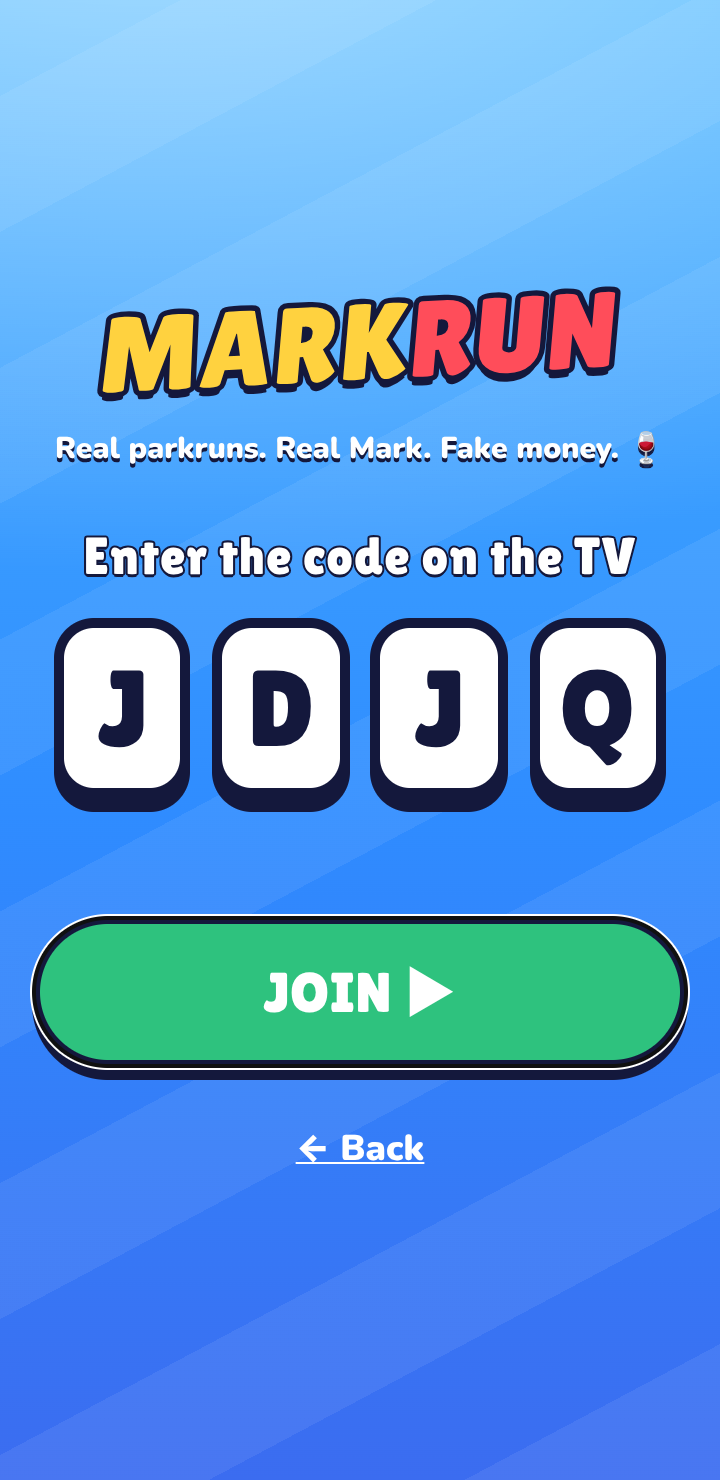 MARKRUN
Real parkruns. Real Mark. Fake money. 🍷
Enter the code on the TV
J D J Q
JOIN ▶
← Back